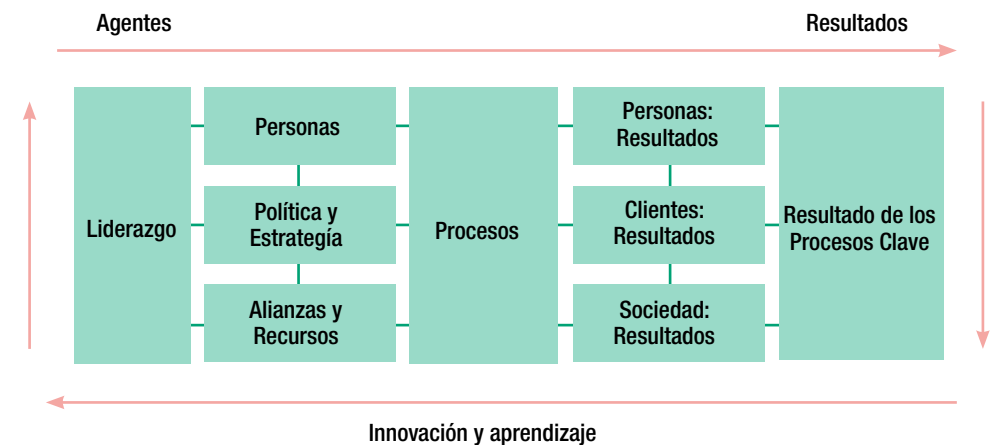 Agentes
Resultados
Liderazgo
Personas
Política y
Estrategía
Alianzas y
Recursos
Procesos
Personas:
Resultados
Clientes:
Resultados
Sociedad:
Resultados
Resultado de los
Procesos Clave
Innovación y aprendizaje